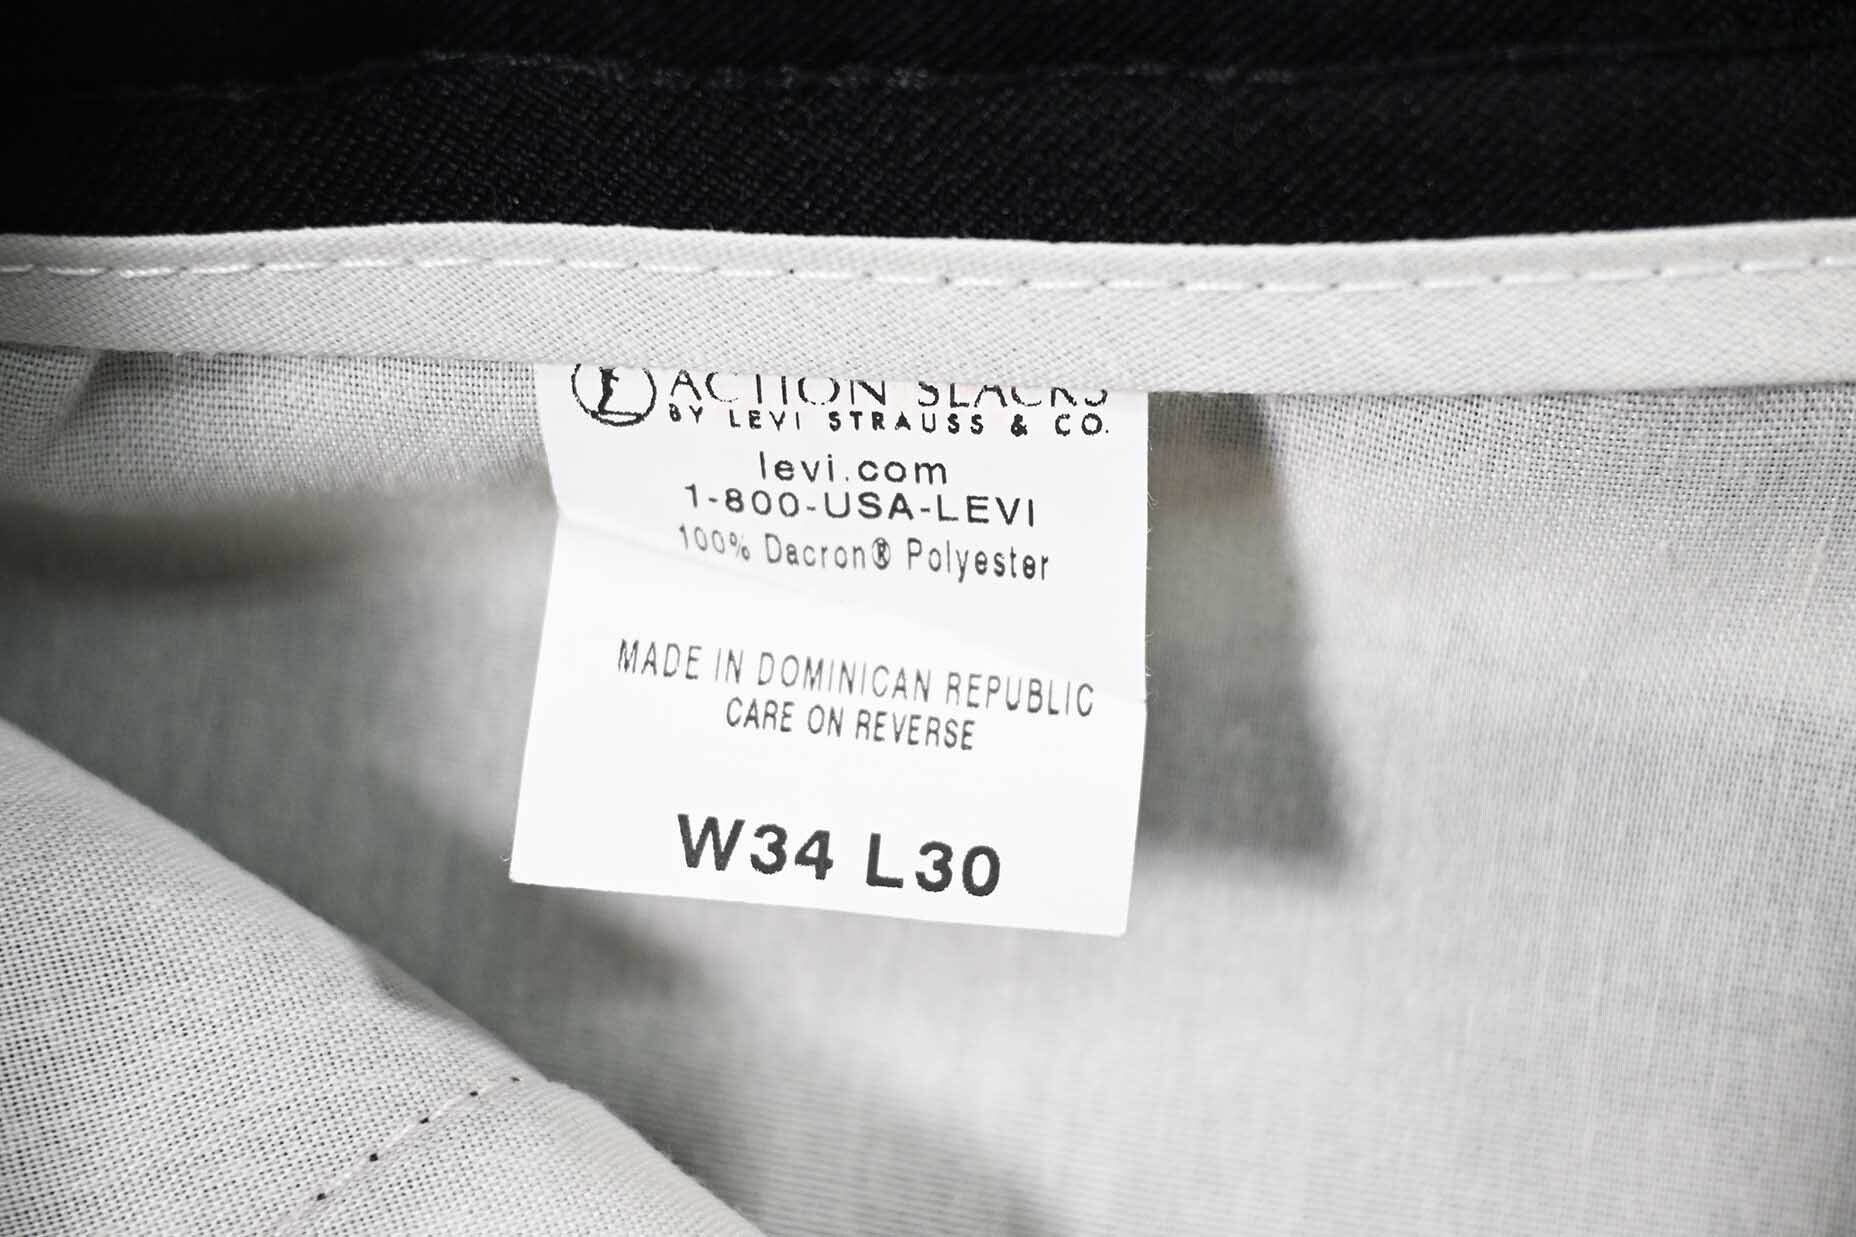 ACTION SLACKS
BY LEVI STRAUSS & CO.
levi.com
1-800-USA-LEVI
100% Dacron® Polyester
MADE IN DOMINICAN REPUBLIC
CARE ON REVERSE
W34 L30